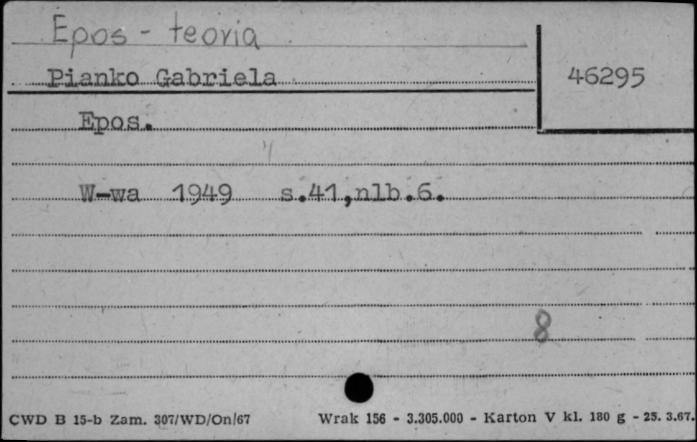 Epos - teoria
Pianko Gabriela
46295
Epos.
W-wa 1949 s.41,nlb.6.
8
CWD B 15-b Zam. 307/WD/On/67 Wrak 156 - 3.305.000 - Karton V kl. 180 g - 25. 3.67.